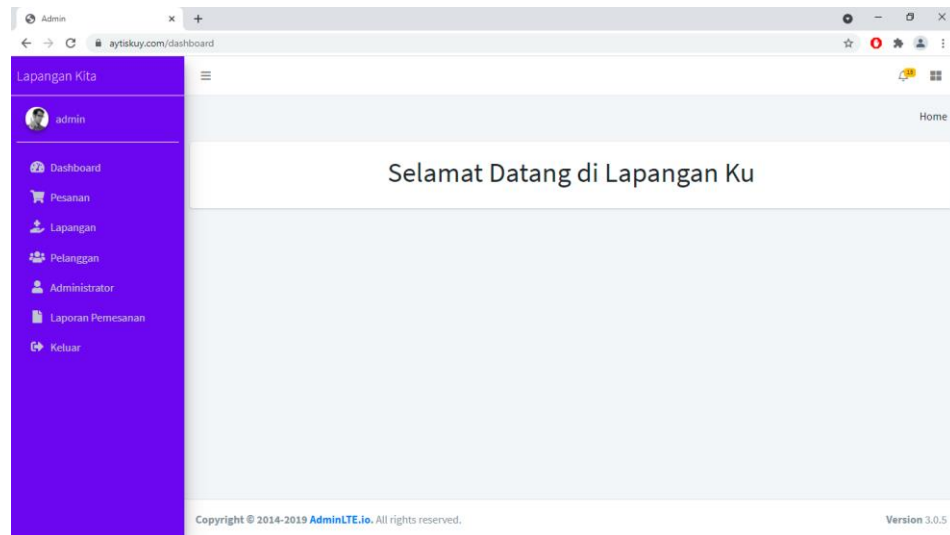 Admin
aytiskuy.com/dashboard
Lapangan Kita
18
admin
Home
Selamat Datang di Lapangan Ku
Dashboard
Pesanan
Lapangan
Pelanggan
Administrator
Laporan Pemesanan
Keluar
Copyright © 2014-2019 AdminLTE.io. All rights reserved.
Version 3.0.5